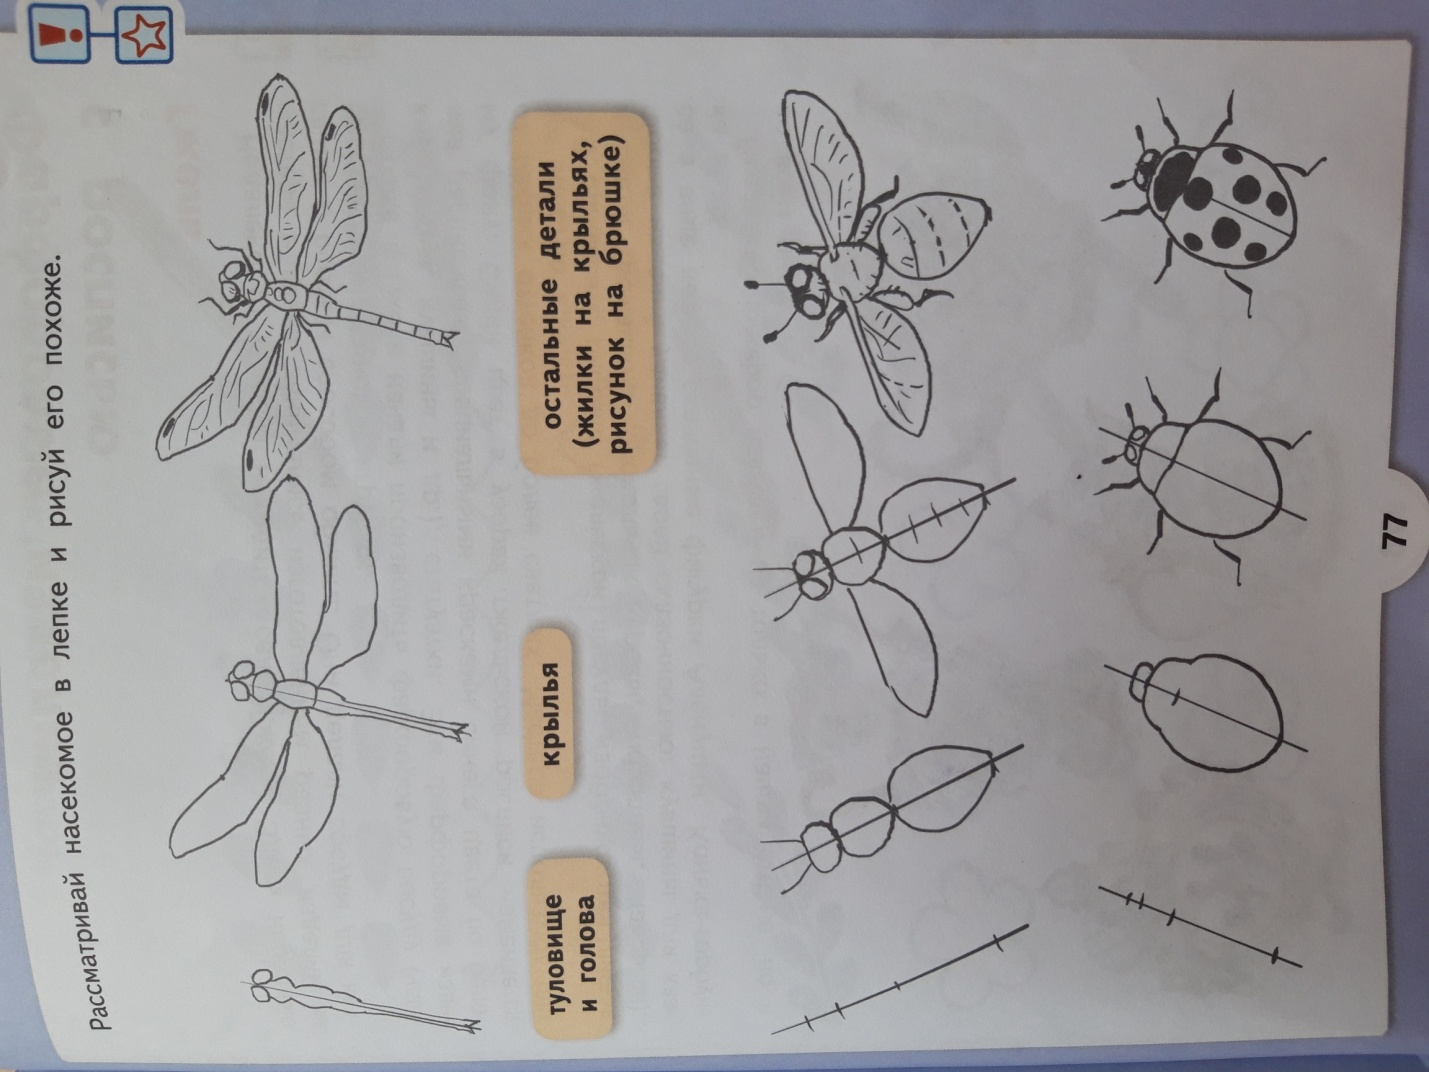 Рассматривай насекомое в лепке и рисуй его похоже.
туловище
и голова
крылья
остальные детали
(жилки на крыльях,
рисунок на брюшке)
77